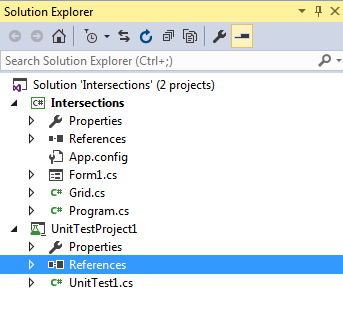 Solution Explorer
Search Solution Explorer (Ctrl+;)
Solution 'Intersections' (2 projects)
C# Intersections
Properties
References
App.config
Form1.cs
C# Grid.cs
C# Program.cs
UnitTestProject1
Properties
References
C# UnitTest1.cs